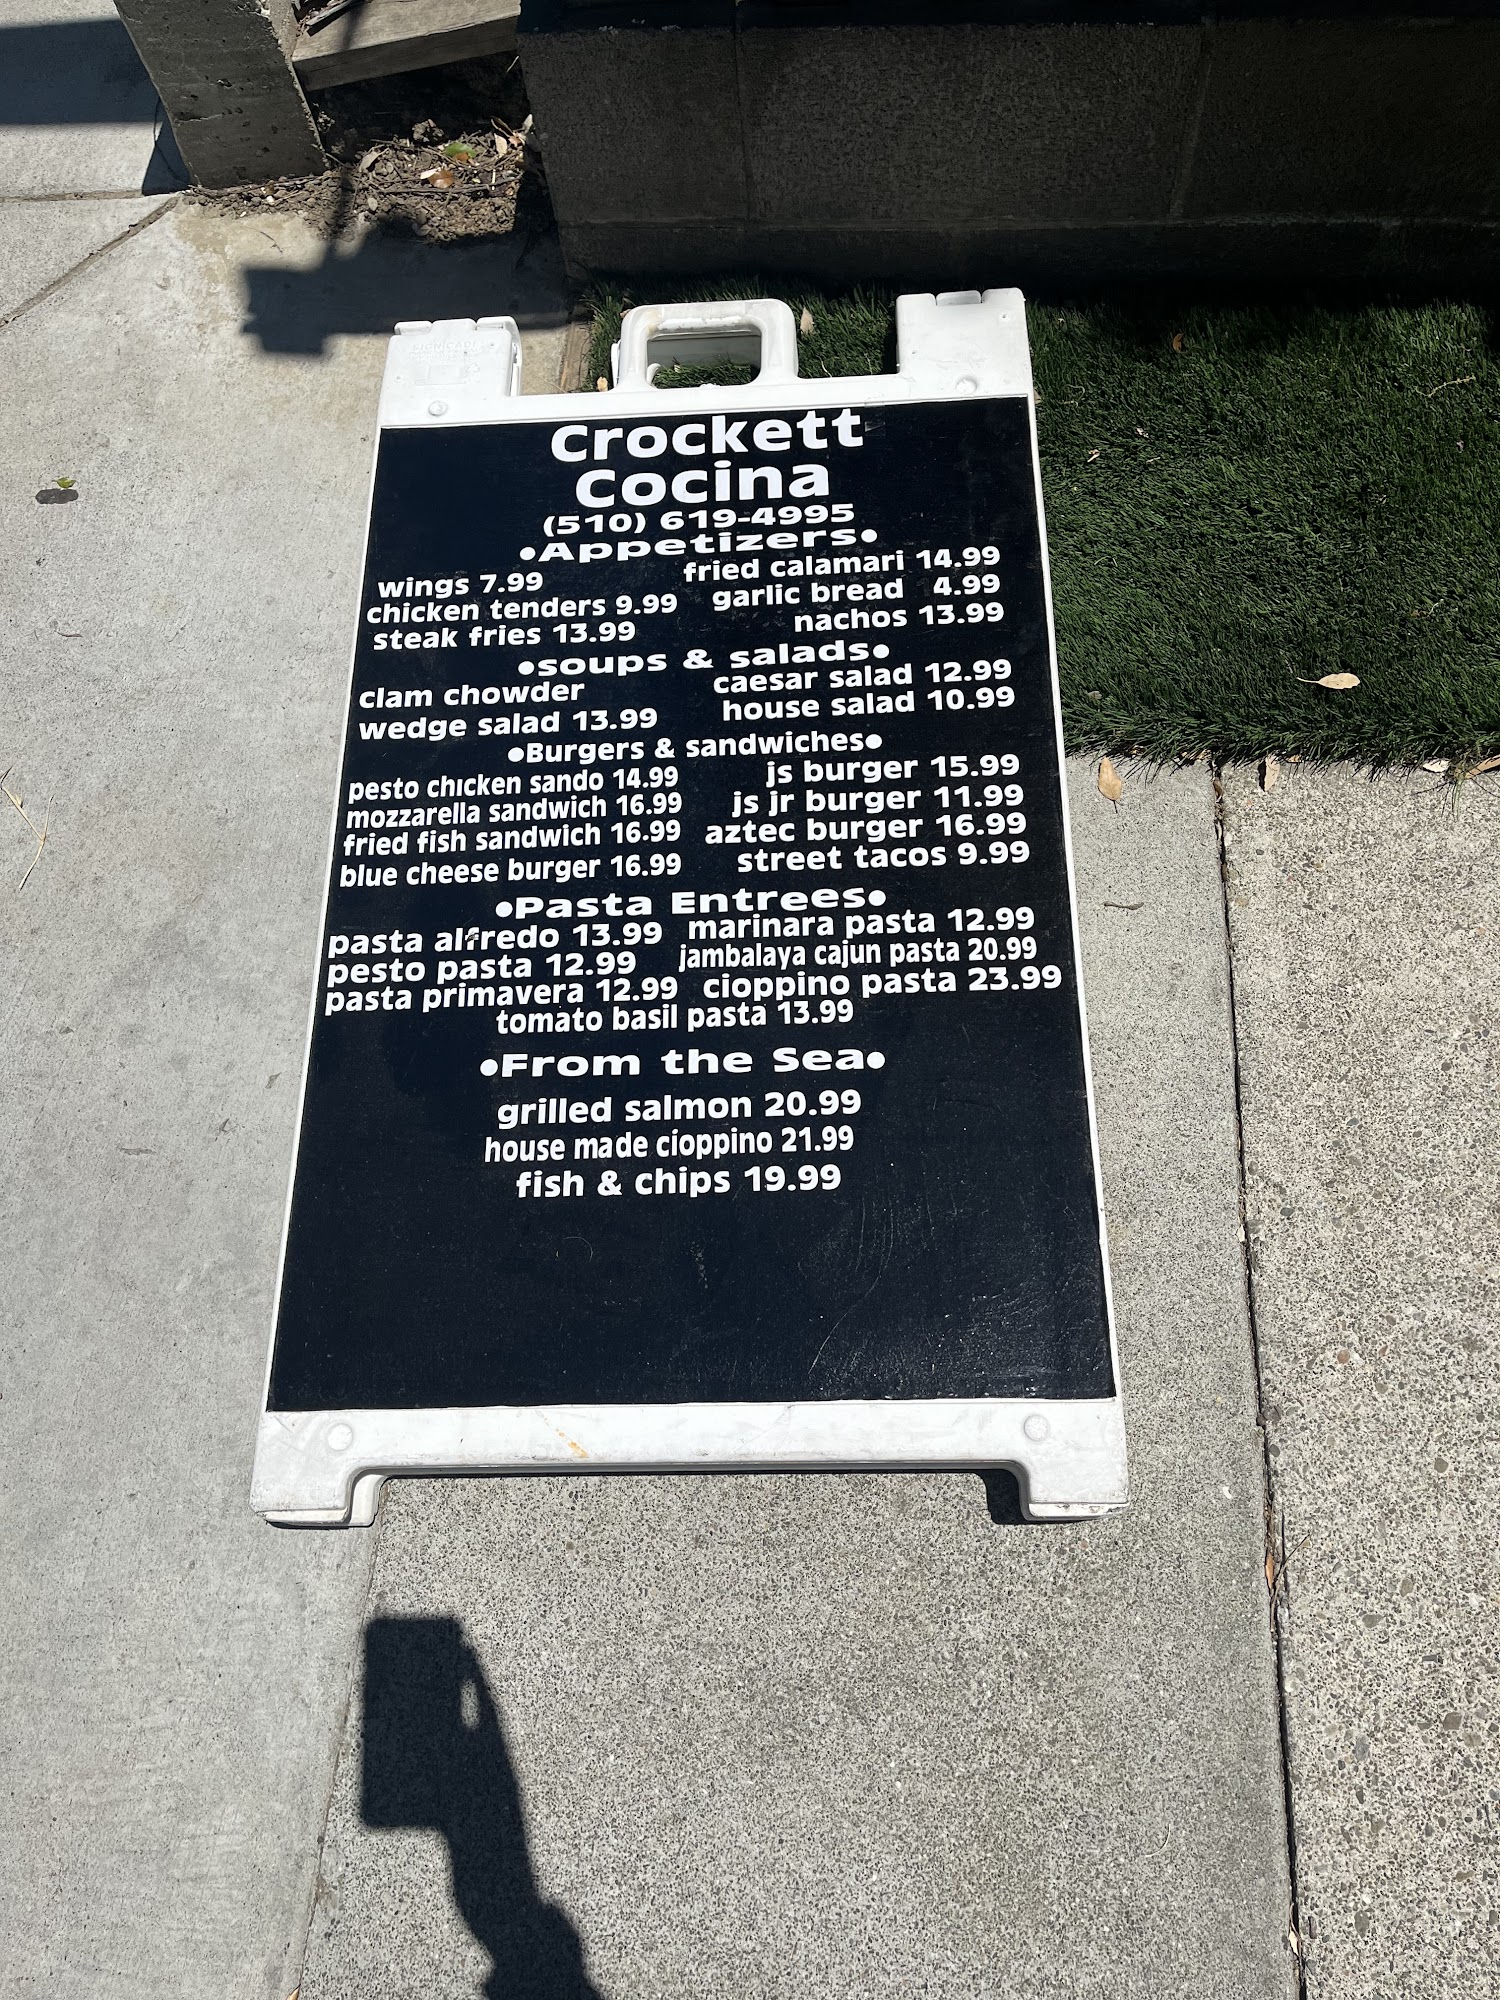 Crockett
Cocina
(510) 619-4995
•Appetizers•
wings 7.99 fried calamari 14.99
chicken tenders 9.99 garlic bread 4.99
steak fries 13.99 nachos 13.99
•soups & salads•
clam chowder caesar salad 12.99
wedge salad 13.99 house salad 10.99
•Burgers & sandwiches•
pesto chicken sando 14.99 js burger 15.99
mozzarella sandwich 16.99 js jr burger 11.99
fried fish sandwich 16.99 aztec burger 16.99
blue cheese burger 16.99 street tacos 9.99
•Pasta Entrees•
pasta alfredo 13.99 marinara pasta 12.99
pesto pasta 12.99 jambalaya cajun pasta 20.99
pasta primavera 12.99 cioppino pasta 23.99
tomato basil pasta 13.99
•From the Sea•
grilled salmon 20.99
house made cioppino 21.99
fish & chips 19.99